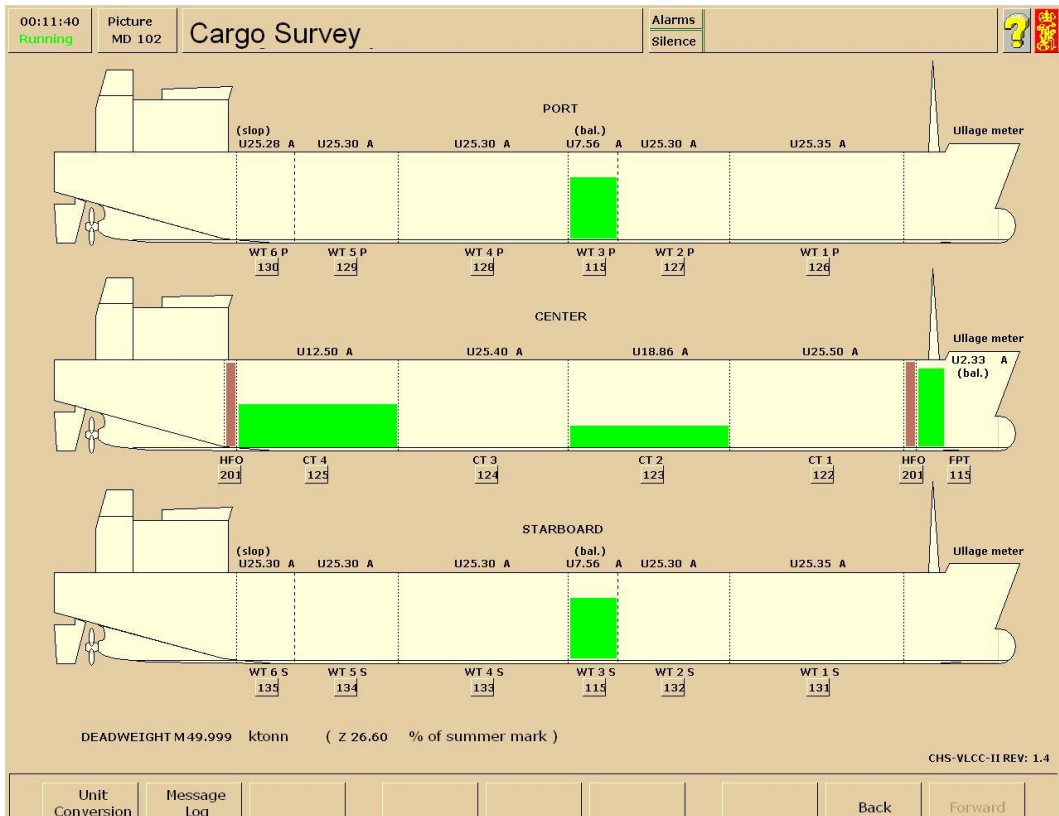 00:11:40 Picture Cargo Survey Alarms
Running MD 102 Silence
PORT
(slop) (bal.) Ullage meter
U25.28 A U25.30 A U25.30 A U7.56 A U25.30 A U25.35 A
WT 6 P WT 5 P WT 4 P WT 3 P WT 2 P WT 1 P
130 129 128 115 127 126
CENTER
Ullage meter
U12.50 A U25.40 A U18.86 A U25.50 A U2.33 A
(bal.)
HFO CT 4 CT 3 CT 2 CT 1 HFO FPT
201 125 124 123 122 201 115
STARBOARD
(slop) (bal.) Ullage meter
U25.30 A U25.30 A U25.30 A U7.56 A U25.30 A U25.35 A
WT 6 S WT 5 S WT 4 S WT 3 S WT 2 S WT 1 S
135 134 133 115 132 131
DEADWEIGHT M 49.999 ktonn ( Z 26.60 % of summer mark )
CHS-VLCC-II REV: 1.4
Unit Message
Conversion Log Back Forward